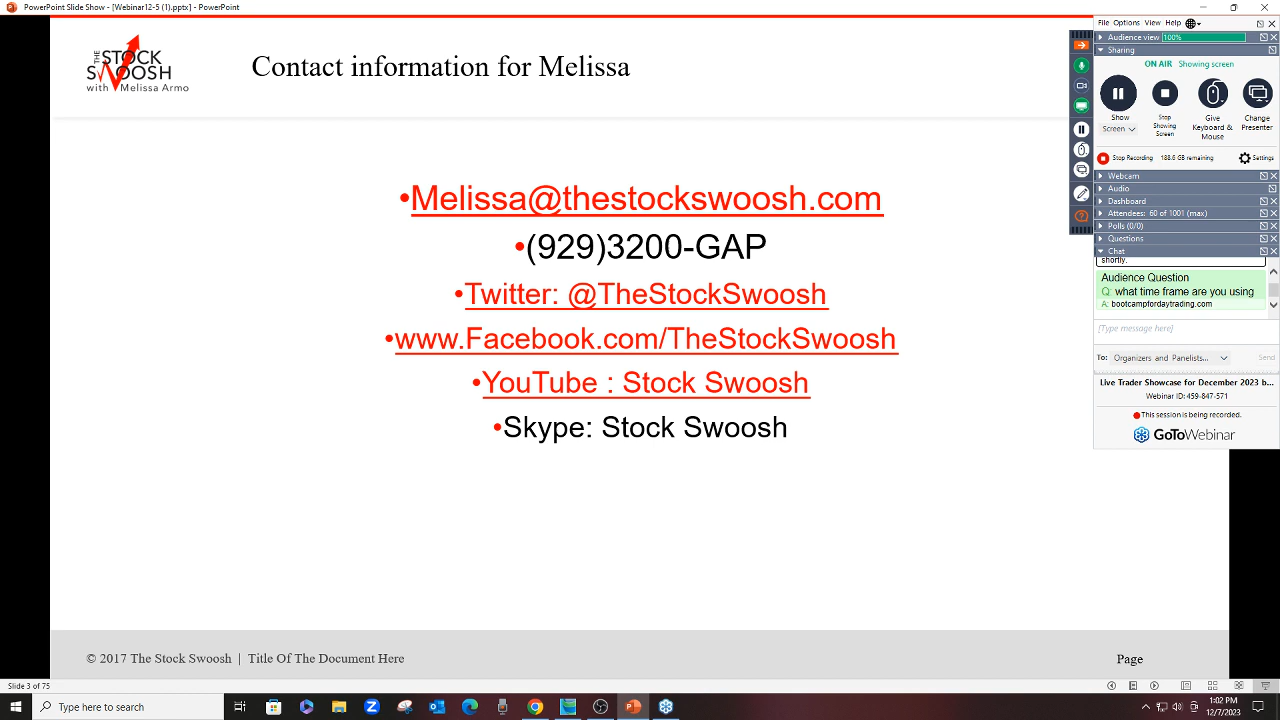 PowerPoint Slide Show - [Webinar12-5 (1).pptx] - PowerPoint
THE STOCK SWOOSH
with Melissa Armo
Contact information for Melissa
•Melissa@thestockswoosh.com
•(929)3200-GAP
•Twitter: @TheStockSwoosh
•www.Facebook.com/TheStockSwoosh
•YouTube : Stock Swoosh
•Skype: Stock Swoosh
© 2017 The Stock Swoosh | Title Of The Document Here
Page
File Options View Help
Audience view 100%
Sharing
ON AIR Showing screen
Show Screen
Stop Showing Screen
Give Keyboard & Mouse
Change Presenter
Stop Recording 188.6 GB remaining
Settings
Webcam
Audio
Dashboard
Attendees: 60 of 1001 (max)
Polls (0/0)
Questions
Chat
shortly.
Audience Question
Q: what time frame are you using
A: bootcampfordaytrading.com
[Type message here]
To: Organizers and Panelists...
Send
Live Trader Showcase for December 2023 b...
Webinar ID: 459-847-571
This session is being recorded.
GoToWebinar
Slide 3 of 75
Type here to search
1:02 PM
12/7/2023